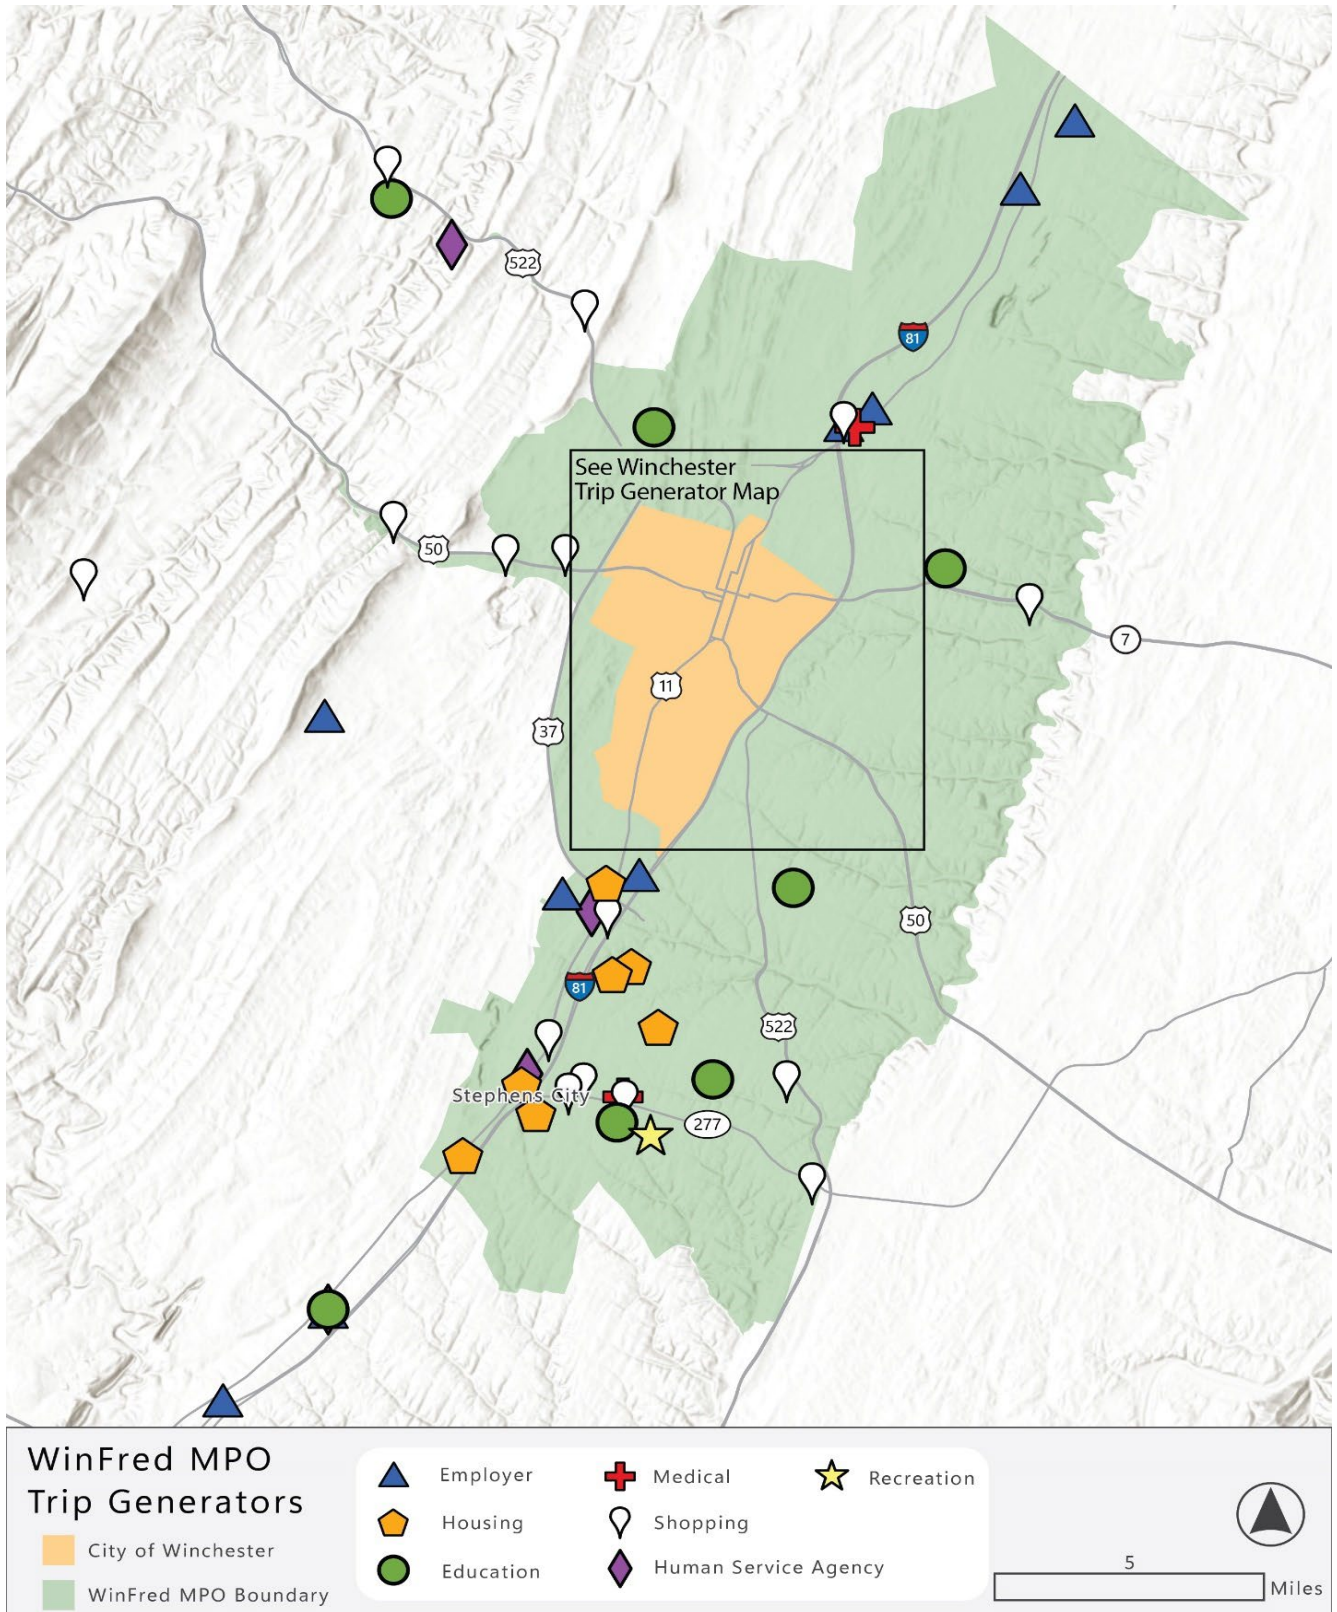 522
81
See Winchester
Trip Generator Map
50
7
11
37
50
81
522
Stephens City
277
WinFred MPO
Trip Generators
City of Winchester
WinFred MPO Boundary
Employer
Housing
Education
Medical
Shopping
Human Service Agency
Recreation
5
Miles